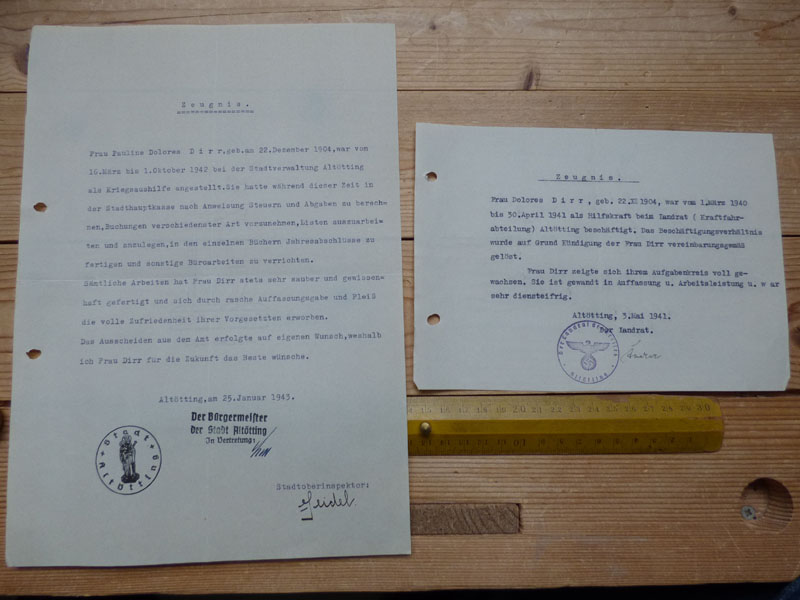 Zeugnis.
Frau Pauline Dolores Dirr,geb.am 22.Dezember 1904,war vom
16.März bis 1.Oktober 1942 bei der Stadtverwaltung Altötting
als Kriegsaushilfe angestellt.Sie hatte während dieser Zeit in
der Stadthauptkasse nach Anweisung Steuern und Abgaben zu berech-
nen,Buchungen verschiedenster Art vorzunehmen,Listen auszuarbei-
ten und anzulegen,in den einzelnen Büchern Jahresabschlüsse zu
fertigen und sonstige Büroarbeiten zu verrichten.
Sämtliche Arbeiten hat Frau Dirr stets sehr sauber und gewissen-
haft gefertigt und sich durch rasche Auffassungsgabe und Fleiß
die volle Zufriedenheit ihrer Vorgesetzten erworben.
Das Ausscheiden aus dem Amt erfolgte auf eigenen Wunsch,weshalb
ich Frau Dirr für die Zukunft das Beste wünsche.
Altötting,am 25.Januar 1943.
Der Bürgermeister
der Stadt Altötting
In Vertretung:
Stadt Altötting
Stadtoberinspektor:
Seidel
Zeugnis.
Frau Dolores Dirr, geb. 22.XI 1904, war vom 1.März 1940
bis 30.April 1941 als Hilfskraft beim Landrat ( Kraftfahr-
abteilung) Altötting beschäftigt. Das Beschäftigungsverhältnis
wurde auf Grund Kündigung der Frau Dirr vereinbarungsgemäß
gelöst.
Frau Dirr zeigte sich ihrem Aufgabenkreis voll ge-
wachsen. Sie ist gewandt in Auffassung u. Arbeitsleistung u. w ar
sehr diensteifrig.
Altötting, 3.Mai 1941.
Der Landrat.
Altötting